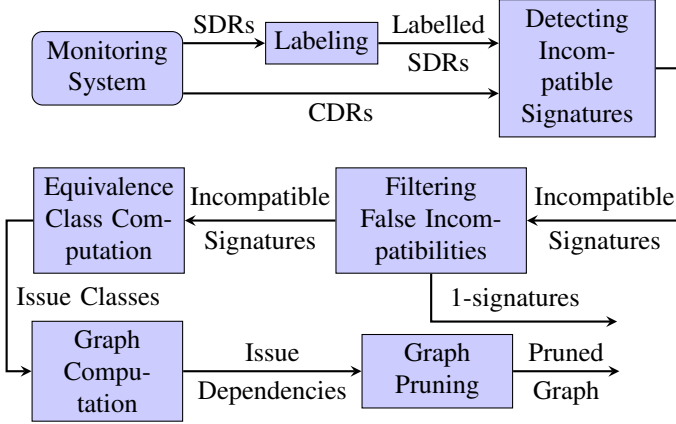 Monitoring
System
SDRs
Labeling
Labelled
SDRs
CDRs
Detecting
Incom-
patible
Signatures
Equivalence
Class Com-
putation
Incompatible
Signatures
Filtering
False Incom-
patibilities
Incompatible
Signatures
Issue Classes
1-signatures
Graph
Compu-
tation
Issue
Dependencies
Graph
Pruning
Pruned
Graph